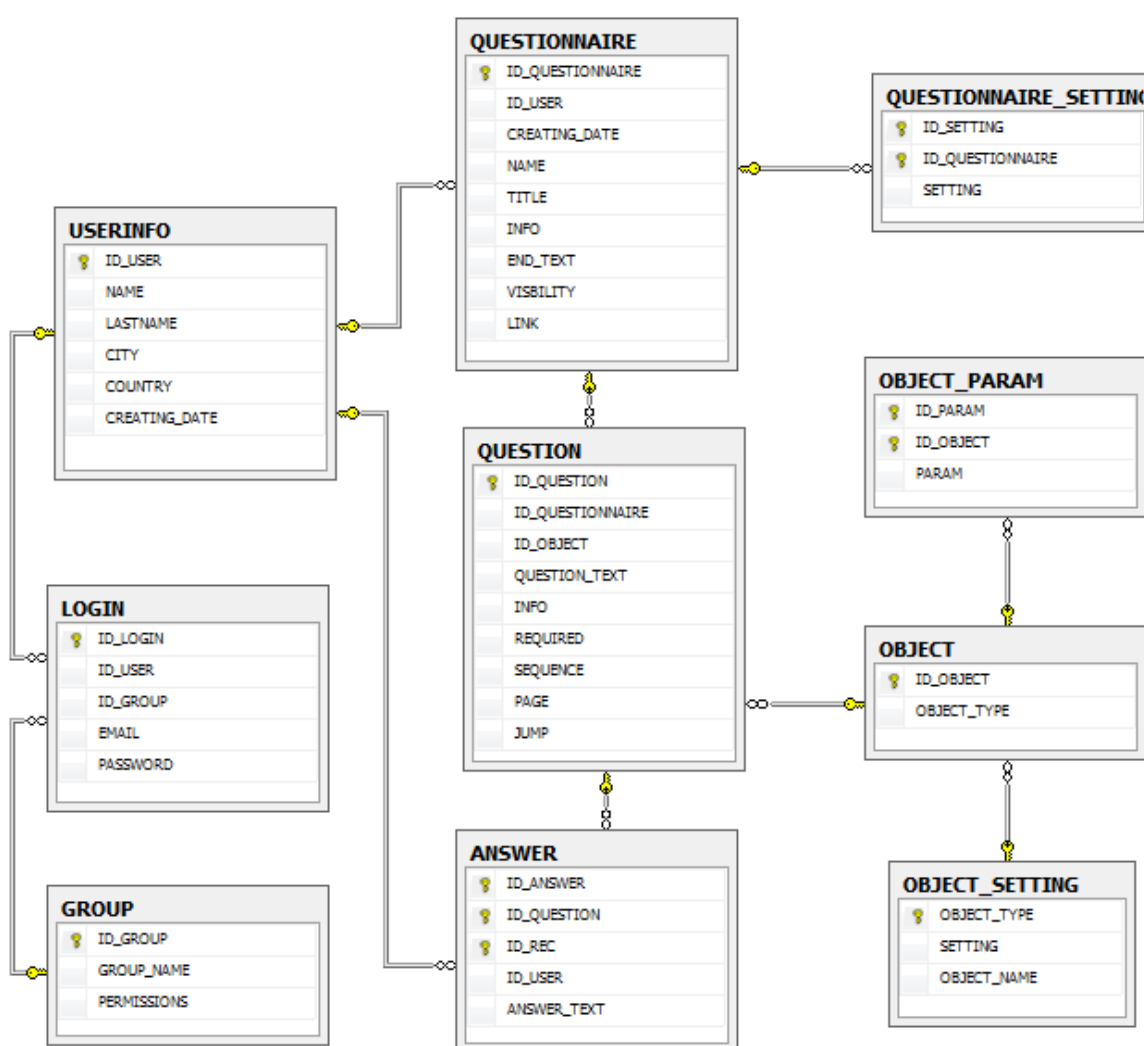 QUESTIONNAIRE
ID_QUESTIONNAIRE
ID_USER
CREATING_DATE
NAME
TITLE
INFO
END_TEXT
VISBILITY
LINK
QUESTIONNAIRE_SETTING
ID_SETTING
ID_QUESTIONNAIRE
SETTING
USERINFO
ID_USER
NAME
LASTNAME
CITY
COUNTRY
CREATING_DATE
OBJECT_PARAM
ID_PARAM
ID_OBJECT
PARAM
QUESTION
ID_QUESTION
ID_QUESTIONNAIRE
ID_OBJECT
QUESTION_TEXT
INFO
REQUIRED
SEQUENCE
PAGE
JUMP
LOGIN
ID_LOGIN
ID_USER
ID_GROUP
EMAIL
PASSWORD
OBJECT
ID_OBJECT
OBJECT_TYPE
ANSWER
ID_ANSWER
ID_QUESTION
ID_REC
ID_USER
ANSWER_TEXT
OBJECT_SETTING
OBJECT_TYPE
SETTING
OBJECT_NAME
GROUP
ID_GROUP
GROUP_NAME
PERMISSIONS